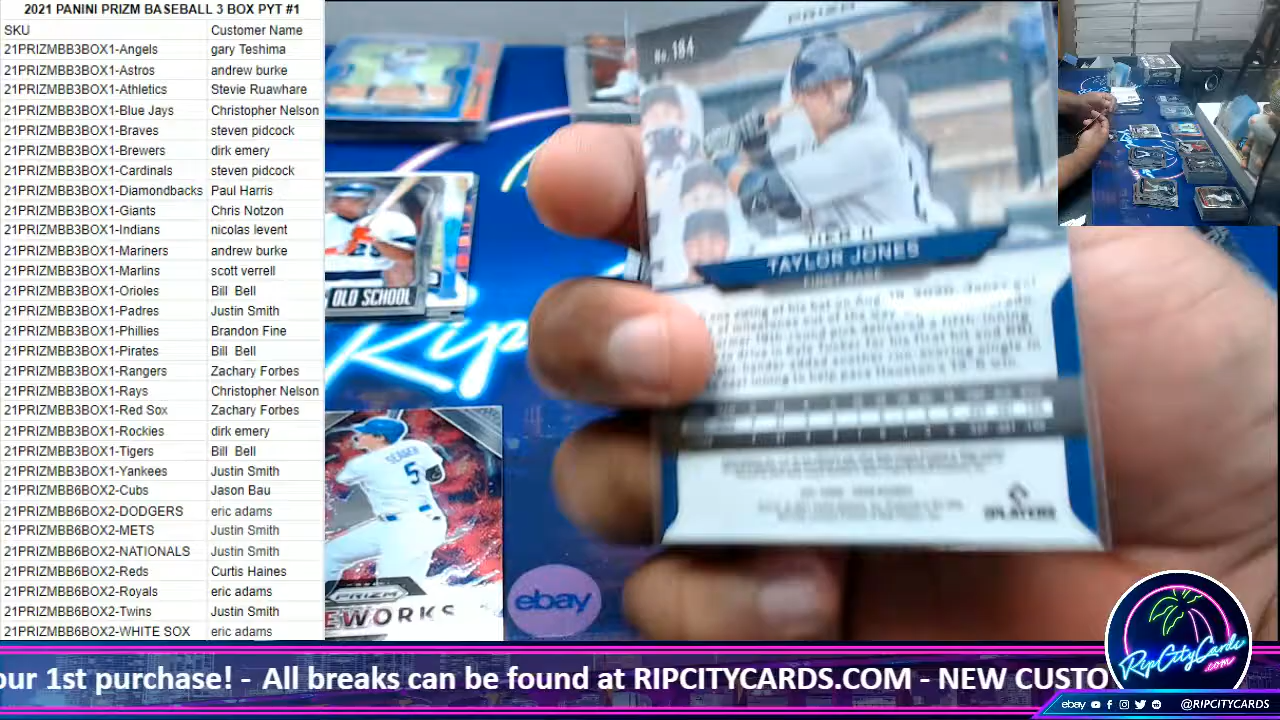 2021 PANINI PRIZM BASEBALL 3 BOX PYT #1
SKU Customer Name
21PRIZMBB3BOX1-Angels gary Teshima
21PRIZMBB3BOX1-Astros andrew burke
21PRIZMBB3BOX1-Athletics Stevie Ruawhare
21PRIZMBB3BOX1-Blue Jays Christopher Nelson
21PRIZMBB3BOX1-Braves steven pidcock
21PRIZMBB3BOX1-Brewers dirk emery
21PRIZMBB3BOX1-Cardinals steven pidcock
21PRIZMBB3BOX1-Diamondbacks Paul Harris
21PRIZMBB3BOX1-Giants Chris Notzon
21PRIZMBB3BOX1-Indians nicolas levent
21PRIZMBB3BOX1-Mariners andrew burke
21PRIZMBB3BOX1-Marlins scott verrell
21PRIZMBB3BOX1-Orioles Bill Bell
21PRIZMBB3BOX1-Padres Justin Smith
21PRIZMBB3BOX1-Phillies Brandon Fine
21PRIZMBB3BOX1-Pirates Bill Bell
21PRIZMBB3BOX1-Rangers Zachary Forbes
21PRIZMBB3BOX1-Rays Christopher Nelson
21PRIZMBB3BOX1-Red Sox Zachary Forbes
21PRIZMBB3BOX1-Rockies dirk emery
21PRIZMBB3BOX1-Tigers Bill Bell
21PRIZMBB3BOX1-Yankees Justin Smith
21PRIZMBB6BOX2-Cubs Jason Bau
21PRIZMBB6BOX2-DODGERS eric adams
21PRIZMBB6BOX2-METS Justin Smith
21PRIZMBB6BOX2-NATIONALS Justin Smith
21PRIZMBB6BOX2-Reds Curtis Haines
21PRIZMBB6BOX2-Royals eric adams
21PRIZMBB6BOX2-Twins Justin Smith
21PRIZMBB6BOX2-WHITE SOX eric adams
PRIZM
No. 184
TAYLOR JONES
FIRST BASE
OLD SCHOOL
Rip
SEAGER
5
PRIZM
EWORKS
ebay
PLAYERS
RipCityCards
.com
our 1st purchase! - All breaks can be found at RIPCITYCARDS.COM - NEW CUSTO
ebay @RIPCITYCARDS